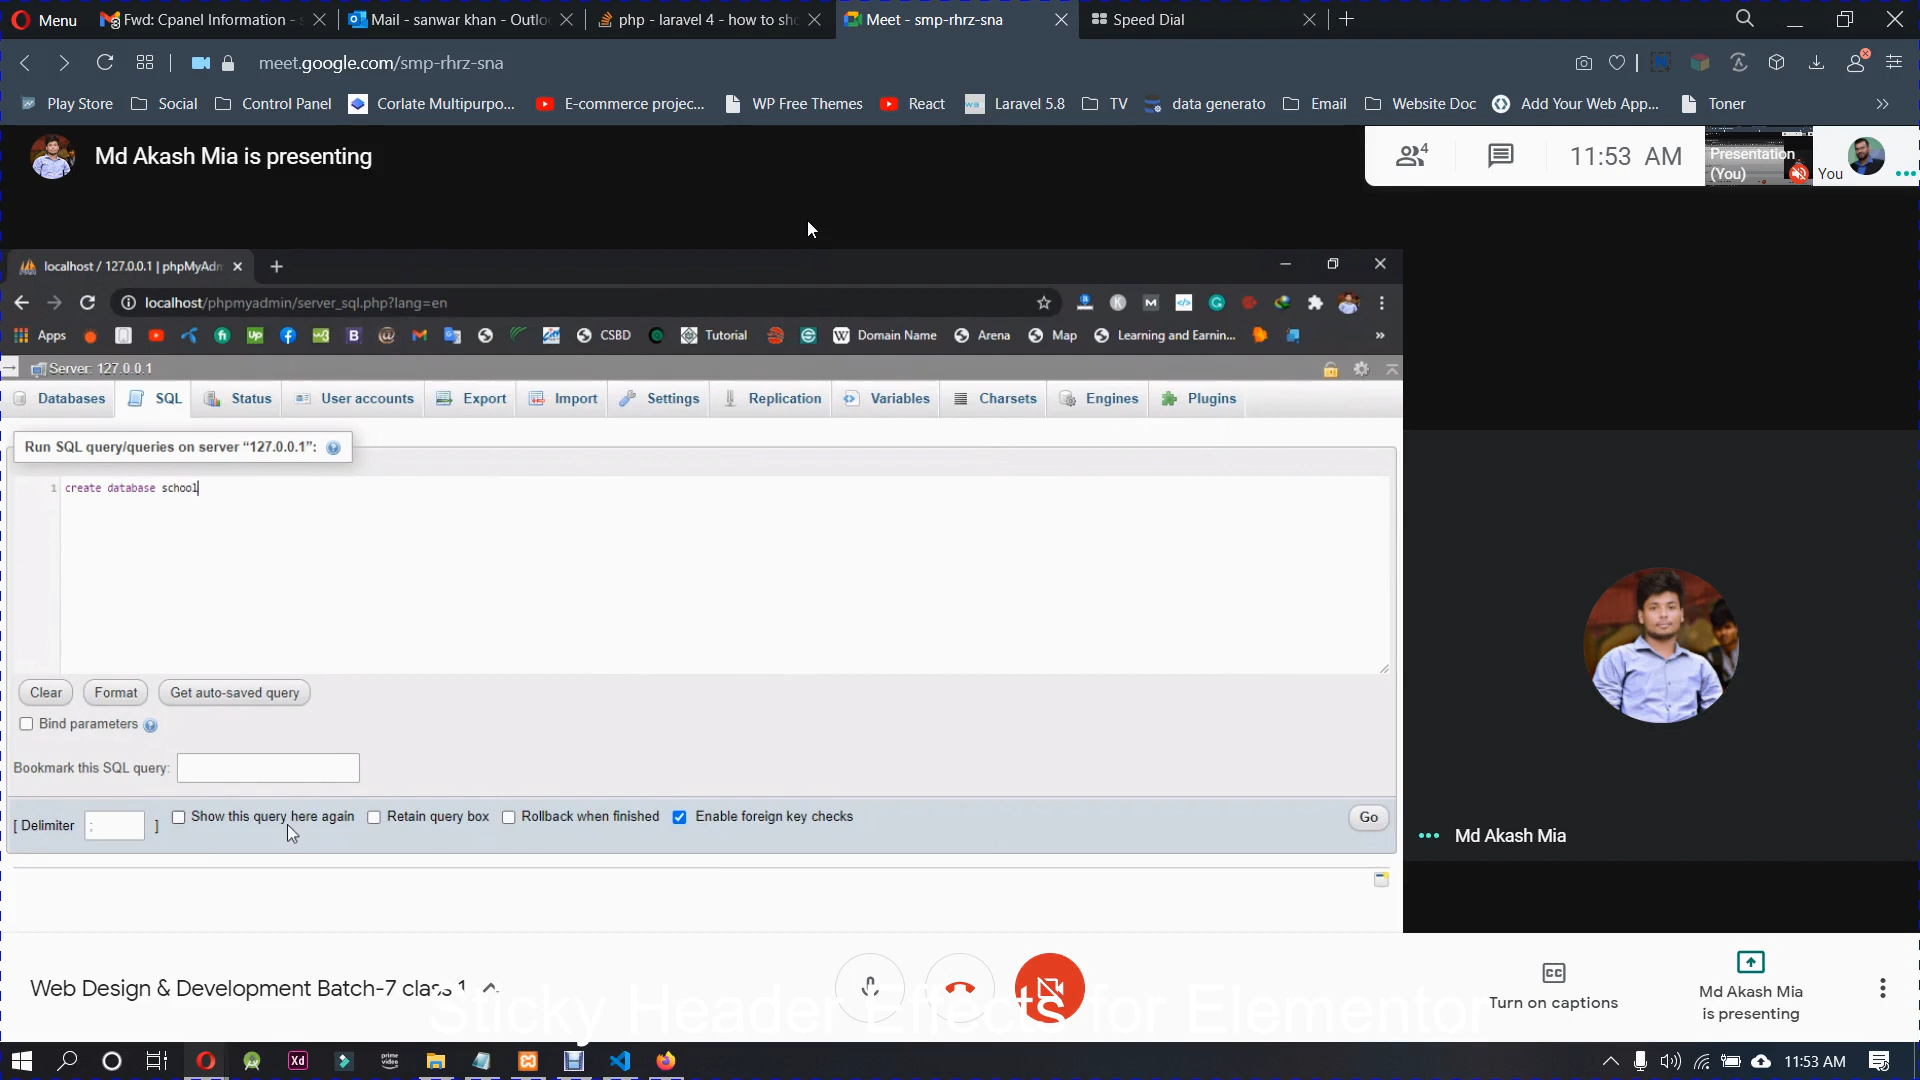 Menu
Fwd: Cpanel Information -
Mail - sanwar khan - Outlo
php - laravel 4 - how to sh
Meet - smp-rhrz-sna
Speed Dial
meet.google.com/smp-rhrz-sna
Play Store
Social
Control Panel
Corlate Multipurpo...
E-commerce projec...
WP Free Themes
React
Laravel 5.8
TV
data generato
Email
Website Doc
Add Your Web App...
Toner
Md Akash Mia is presenting
4
11:53 AM
Presentation
(You)
You
localhost / 127.0.0.1 | phpMyAdn
localhost/phpmyadmin/server_sql.php?lang=en
Apps
CSBD
Tutorial
Domain Name
Arena
Map
Learning and Earnin...
Server: 127.0.0.1
Databases
SQL
Status
User accounts
Export
Import
Settings
Replication
Variables
Charsets
Engines
Plugins
Run SQL query/queries on server “127.0.0.1”:
1 create database school
Clear
Format
Get auto-saved query
Bind parameters
Bookmark this SQL query:
[ Delimiter ; ]
Show this query here again
Retain query box
Rollback when finished
Enable foreign key checks
Go
Md Akash Mia
Web Design & Development Batch-7 class 1
Sticky Header Effects for Elementor
Turn on captions
Md Akash Mia
is presenting
Xd
prime video
11:53 AM